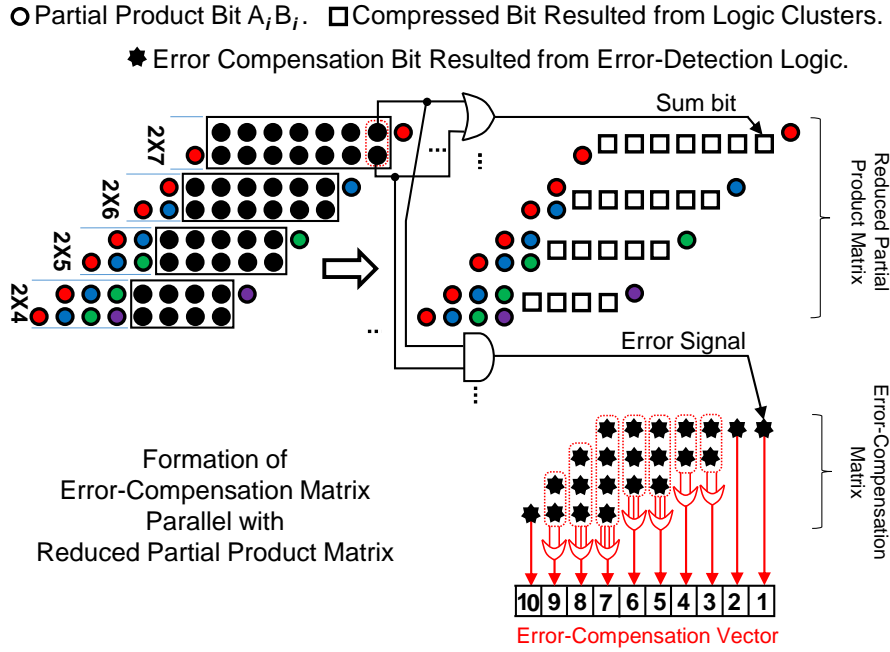 Partial Product Bit AᵢBᵢ. Compressed Bit Resulted from Logic Clusters.
Error Compensation Bit Resulted from Error-Detection Logic.
2X7
2X6
2X5
2X4
...
...
..
...
Sum bit
Reduced Partial
Product Matrix
Error Signal
Error-Compensation
Matrix
Formation of
Error-Compensation Matrix
Parallel with
Reduced Partial Product Matrix
10 9 8 7 6 5 4 3 2 1
Error-Compensation Vector